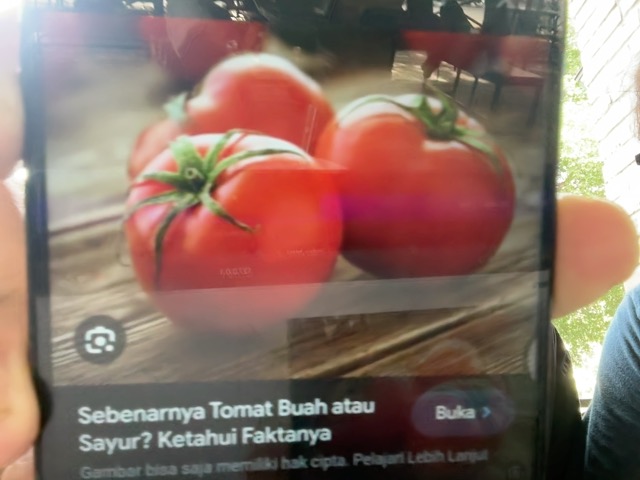 Sebenarnya Tomat Buah atau
Sayur? Ketahui Faktanya
Buka >
Gambar bisa saja memiliki hak cipta. Pelajari Lebih Lanjut